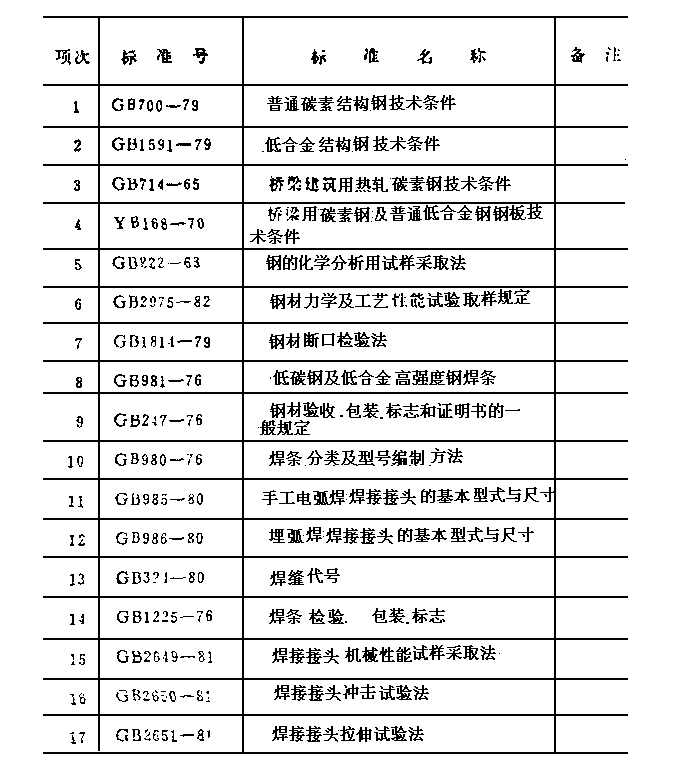 项次 标准号 标准名称 备注
1 GB700—79 普通碳素结构钢技术条件
2 GB1591—79 低合金结构钢技术条件
3 GB714—65 桥梁建筑用热轧碳素钢技术条件
4 YB168—70 桥梁用碳素钢及普通低合金钢钢板技
术条件
5 GB222—63 钢的化学分析用试样采取法
6 GB2975—82 钢材力学及工艺性能试验取样规定
7 GB1814—79 钢材断口检验法
8 GB981—76 低碳钢及低合金高强度钢焊条
9 GB247—76 钢材验收.包装.标志和证明书的一
般规定
10 GB980—76 焊条分类及型号编制方法
11 GB985—80 手工电弧焊焊接接头的基本型式与尺寸
12 GB986—80 埋弧焊焊接接头的基本型式与尺寸
13 GB324—80 焊缝代号
14 GB1225—76 焊条检验.包装.标志
15 GB2649—81 焊接接头机械性能试样采取法
16 GB2650—81 焊接接头冲击试验法
17 GB2651—81 焊接接头拉伸试验法